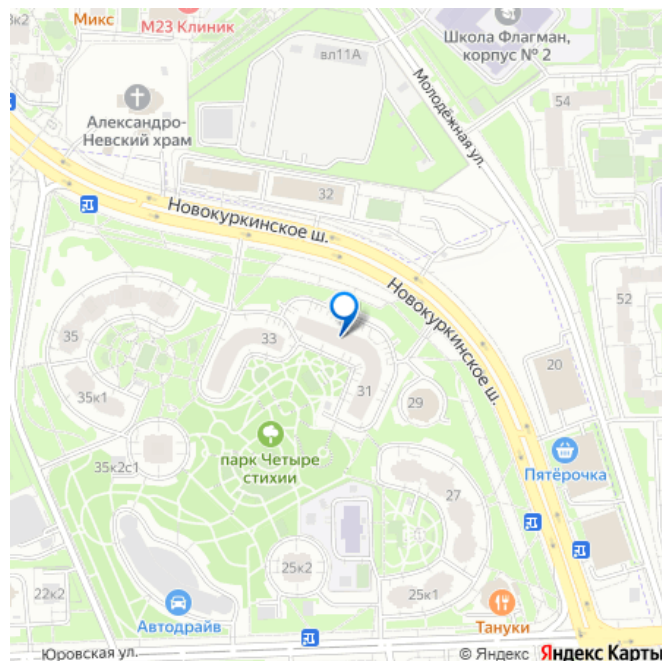 13к2
Микс
М23 Клиник
вл11А
Школа Флагман,
корпус № 2
Молодёжная ул.
54
Александро-
Невский храм
32
Новокуркинское ш.
Новокуркинское ш.
52
35
33
31
29
20
35к1
парк Четыре
стихии
35к2с1
Пятёрочка
27
25к2
22к2
25к1
Автодрайв
Тануки
Юровская ул.
© Яндекс Яндекс Карты